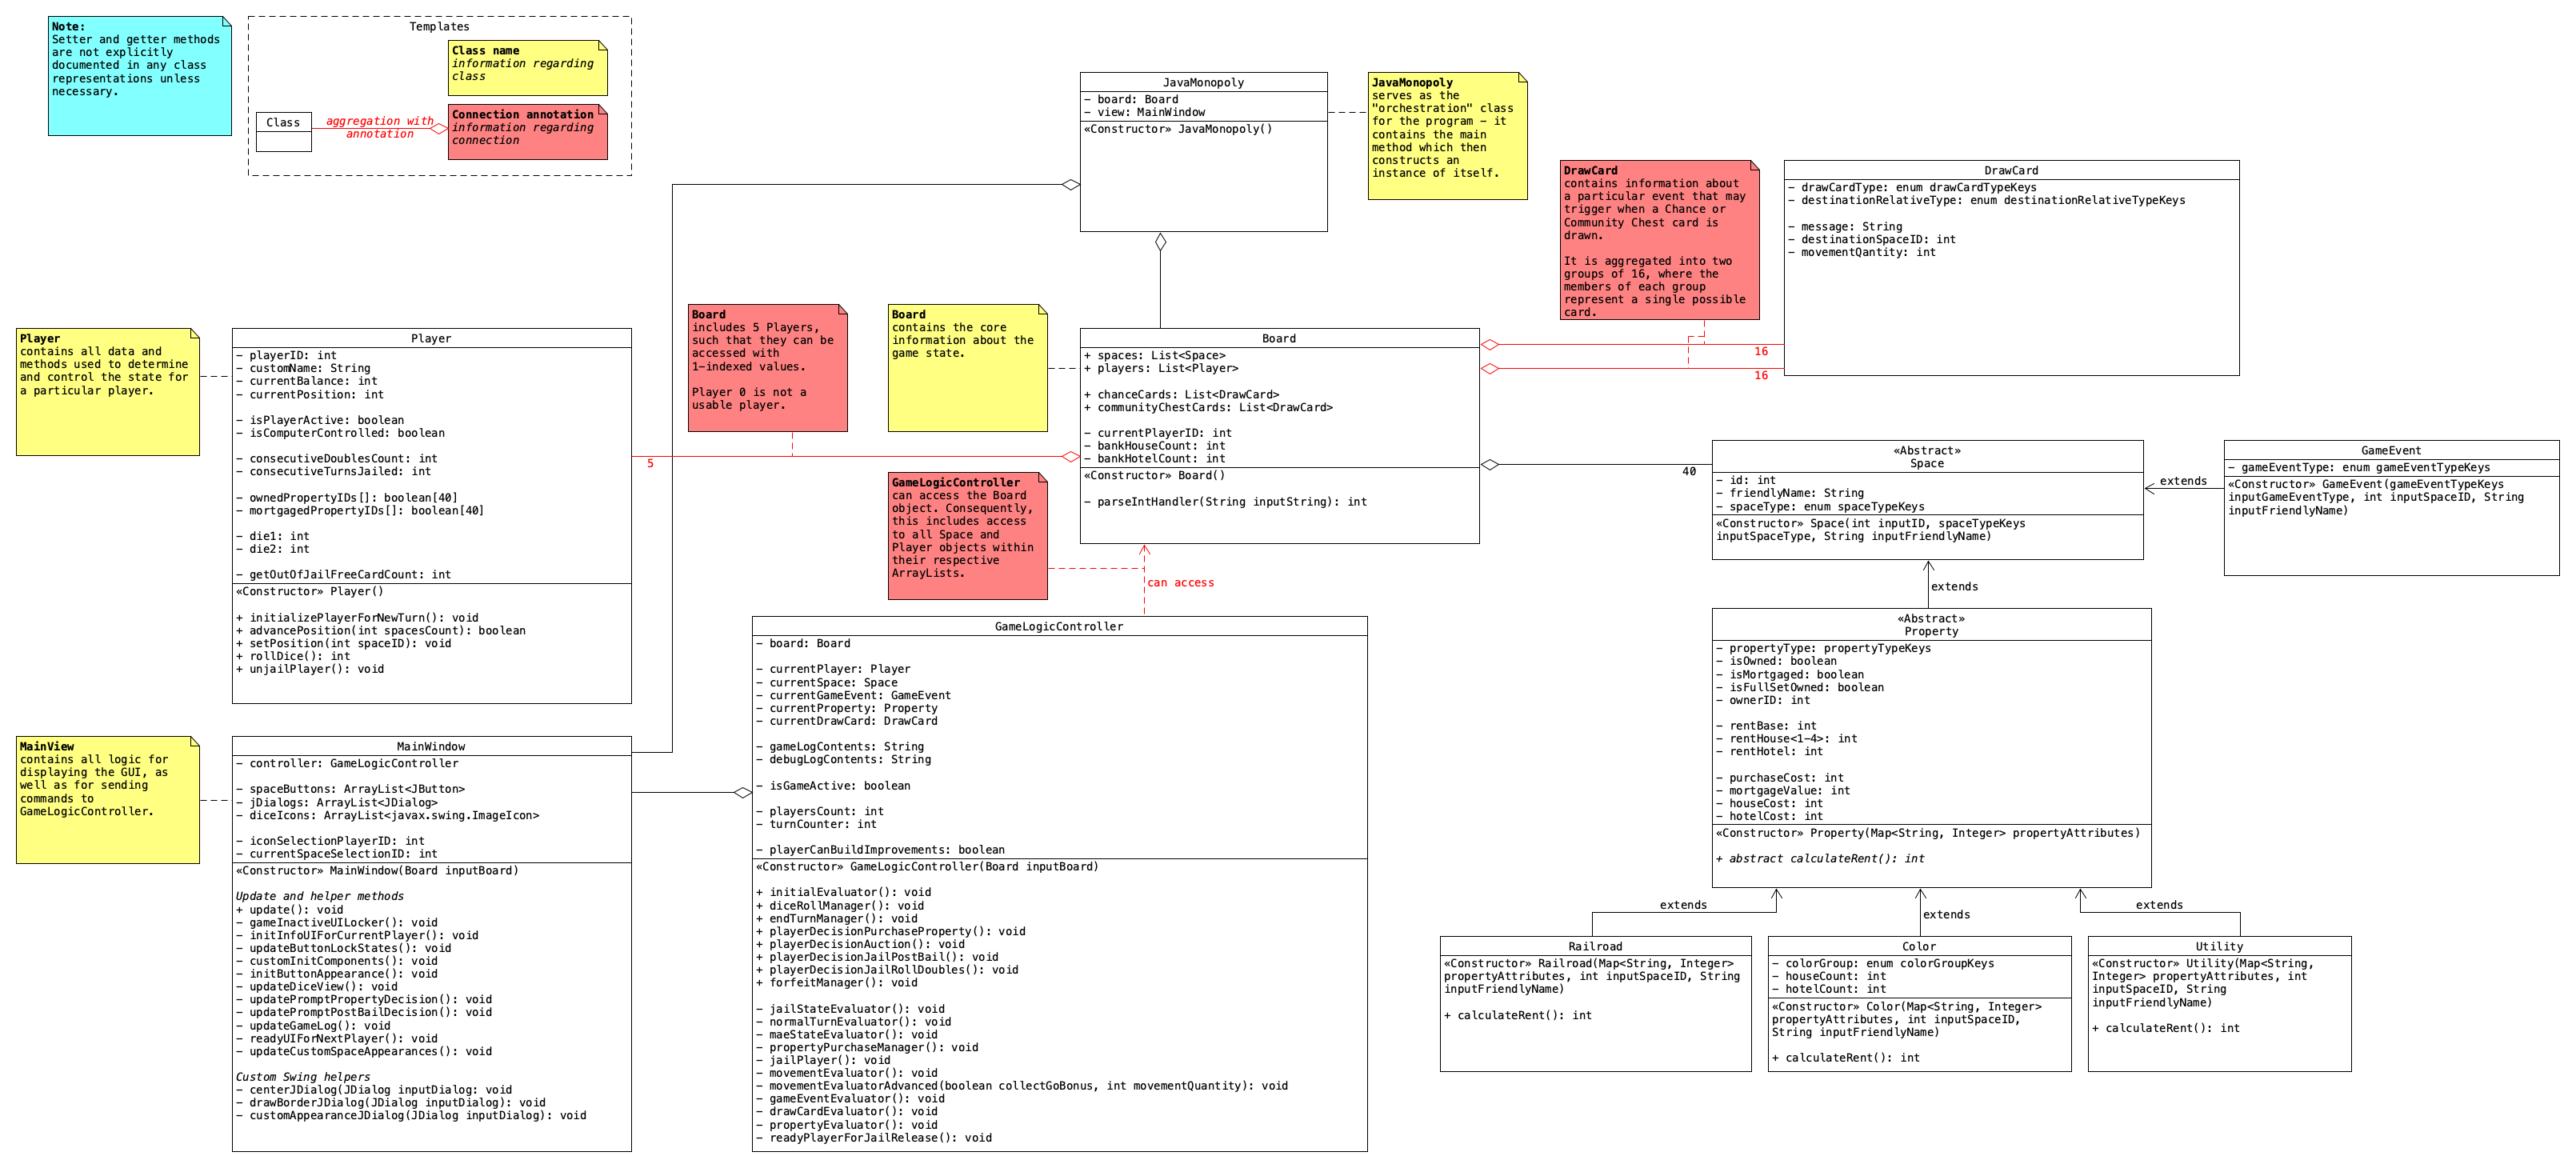 Note:
Setter and getter methods
are not explicitly
documented in any class
representations unless
necessary.
Templates
Class name
information regarding
class
Class
aggregation with
annotation
Connection annotation
information regarding
connection
JavaMonopoly
– board: Board
– view: MainWindow
«Constructor» JavaMonopoly()
JavaMonopoly
serves as the
"orchestration" class
for the program – it
contains the main
method which then
constructs an
instance of itself.
DrawCard
contains information about
a particular event that may
trigger when a Chance or
Community Chest card is
drawn.
It is aggregated into two
groups of 16, where the
members of each group
represent a single possible
card.
DrawCard
– drawCardType: enum drawCardTypeKeys
– destinationRelativeType: enum destinationRelativeTypeKeys
– message: String
– destinationSpaceID: int
– movementQantity: int
16
16
Player
contains all data and
methods used to determine
and control the state for
a particular player.
Player
– playerID: int
– customName: String
– currentBalance: int
– currentPosition: int
– isPlayerActive: boolean
– isComputerControlled: boolean
– consecutiveDoublesCount: int
– consecutiveTurnsJailed: int
– ownedPropertyIDs[]: boolean[40]
– mortgagedPropertyIDs[]: boolean[40]
– die1: int
– die2: int
– getOutOfJailFreeCardCount: int
«Constructor» Player()
+ initializePlayerForNewTurn(): void
+ advancePosition(int spacesCount): boolean
+ setPosition(int spaceID): void
+ rollDice(): int
+ unjailPlayer(): void
5
Board
includes 5 Players,
such that they can be
accessed with
1–indexed values.
Player 0 is not a
usable player.
Board
contains the core
information about the
game state.
Board
+ spaces: List<Space>
+ players: List<Player>
+ chanceCards: List<DrawCard>
+ communityChestCards: List<DrawCard>
– currentPlayerID: int
– bankHouseCount: int
– bankHotelCount: int
«Constructor» Board()
– parseIntHandler(String inputString): int
40
GameLogicController
can access the Board
object. Consequently,
this includes access
to all Space and
Player objects within
their respective
ArrayLists.
can access
«Abstract»
Space
– id: int
– friendlyName: String
– spaceType: enum spaceTypeKeys
«Constructor» Space(int inputID, spaceTypeKeys
inputSpaceType, String inputFriendlyName)
extends
GameEvent
– gameEventType: enum gameEventTypeKeys
«Constructor» GameEvent(gameEventTypeKeys
inputGameEventType, int inputSpaceID, String
inputFriendlyName)
extends
«Abstract»
Property
– propertyType: propertyTypeKeys
– isOwned: boolean
– isMortgaged: boolean
– isFullSetOwned: boolean
– ownerID: int
– rentBase: int
– rentHouse<1–4>: int
– rentHotel: int
– purchaseCost: int
– mortgageValue: int
– houseCost: int
– hotelCost: int
«Constructor» Property(Map<String, Integer> propertyAttributes)
+ abstract calculateRent(): int
extends
extends
extends
Railroad
«Constructor» Railroad(Map<String, Integer>
propertyAttributes, int inputSpaceID, String
inputFriendlyName)
+ calculateRent(): int
Color
– colorGroup: enum colorGroupKeys
– houseCount: int
– hotelCount: int
«Constructor» Color(Map<String, Integer>
propertyAttributes, int inputSpaceID,
String inputFriendlyName)
+ calculateRent(): int
Utility
«Constructor» Utility(Map<String,
Integer> propertyAttributes, int
inputSpaceID, String
inputFriendlyName)
+ calculateRent(): int
MainView
contains all logic for
displaying the GUI, as
well as for sending
commands to
GameLogicController.
MainWindow
– controller: GameLogicController
– spaceButtons: ArrayList<JButton>
– jDialogs: ArrayList<JDialog>
– diceIcons: ArrayList<javax.swing.ImageIcon>
– iconSelectionPlayerID: int
– currentSpaceSelectionID: int
«Constructor» MainWindow(Board inputBoard)
Update and helper methods
+ update(): void
– gameInactiveUILocker(): void
– initInfoUIForCurrentPlayer(): void
– updateButtonLockStates(): void
– customInitComponents(): void
– initButtonAppearance(): void
– updateDiceView(): void
– updatePromptPropertyDecision(): void
– updatePromptPostBailDecision(): void
– updateGameLog(): void
– readyUIForNextPlayer(): void
– updateCustomSpaceAppearances(): void
Custom Swing helpers
– centerJDialog(JDialog inputDialog: void
– drawBorderJDialog(JDialog inputDialog): void
– customAppearanceJDialog(JDialog inputDialog): void
GameLogicController
– board: Board
– currentPlayer: Player
– currentSpace: Space
– currentGameEvent: GameEvent
– currentProperty: Property
– currentDrawCard: DrawCard
– gameLogContents: String
– debugLogContents: String
– isGameActive: boolean
– playersCount: int
– turnCounter: int
– playerCanBuildImprovements: boolean
«Constructor» GameLogicController(Board inputBoard)
+ initialEvaluator(): void
+ diceRollManager(): void
+ endTurnManager(): void
+ playerDecisionPurchaseProperty(): void
+ playerDecisionAuction(): void
+ playerDecisionJailPostBail(): void
+ playerDecisionJailRollDoubles(): void
+ forfeitManager(): void
– jailStateEvaluator(): void
– normalTurnEvaluator(): void
– maeStateEvaluator(): void
– propertyPurchaseManager(): void
– jailPlayer(): void
– movementEvaluator(): void
– movementEvaluatorAdvanced(boolean collectGoBonus, int movementQuantity): void
– gameEventEvaluator(): void
– drawCardEvaluator(): void
– propertyEvaluator(): void
– readyPlayerForJailRelease(): void